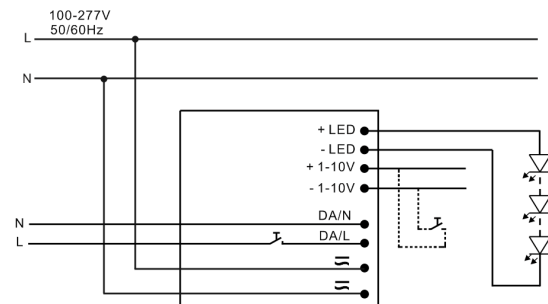 100-277V
50/60Hz
L
N
+ LED
- LED
+ 1-10V
- 1-10V
N
DA/N
L
DA/L